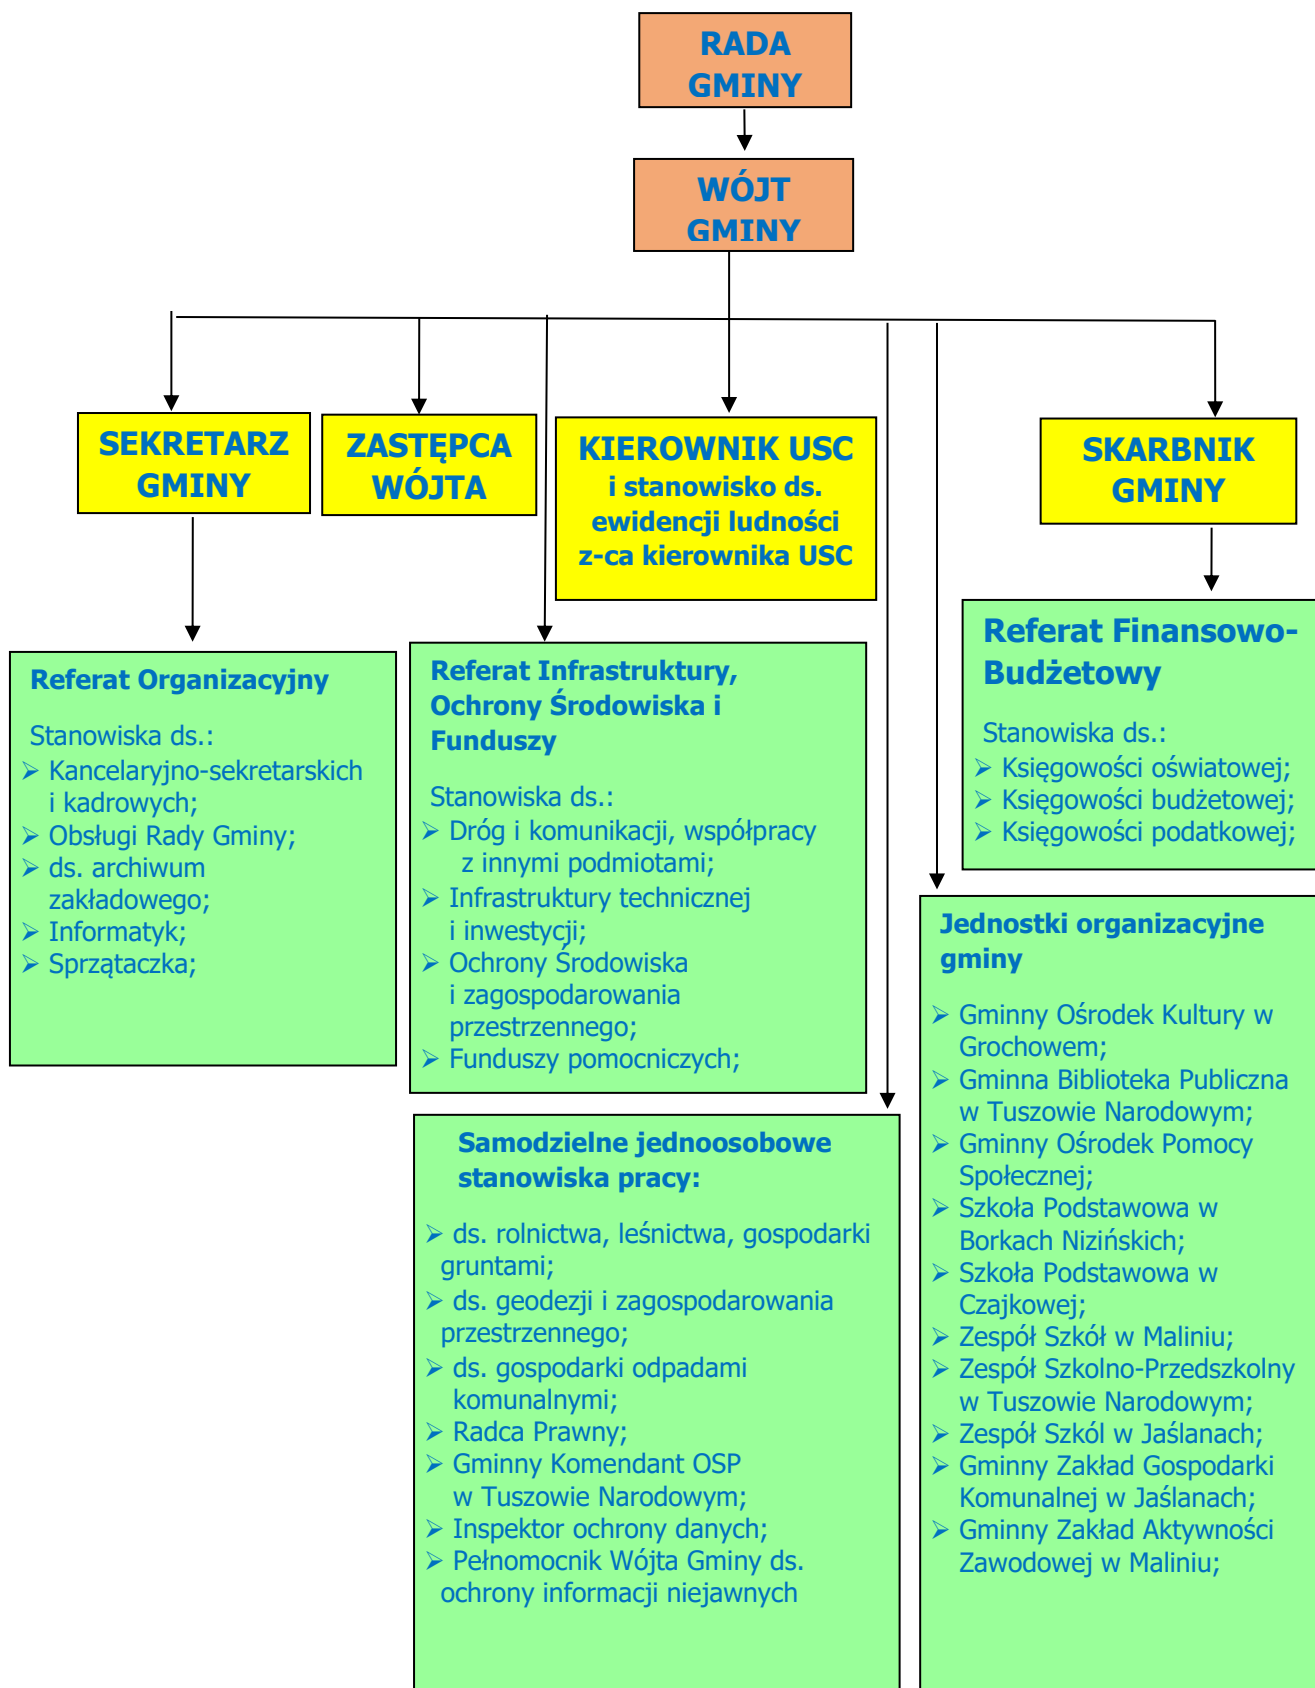 RADA
GMINY
WÓJT
GMINY
SEKRETARZ
GMINY
ZASTĘPCA
WÓJTA
KIEROWNIK USC
i stanowisko ds.
ewidencji ludności
z-ca kierownika USC
SKARBNIK
GMINY
Referat Organizacyjny
Stanowiska ds.:
➢ Kancelaryjno-sekretarskich
i kadrowych;
➢ Obsługi Rady Gminy;
➢ ds. archiwum
zakładowego;
➢ Informatyk;
➢ Sprzątaczka;
Referat Infrastruktury,
Ochrony Środowiska i
Funduszy
Stanowiska ds.:
➢ Dróg i komunikacji, współpracy
z innymi podmiotami;
➢ Infrastruktury technicznej
i inwestycji;
➢ Ochrony Środowiska
i zagospodarowania
przestrzennego;
➢ Funduszy pomocniczych;
Referat Finansowo-
Budżetowy
Stanowiska ds.:
➢ Księgowości oświatowej;
➢ Księgowości budżetowej;
➢ Księgowości podatkowej;
Samodzielne jednoosobowe
stanowiska pracy:
➢ ds. rolnictwa, leśnictwa, gospodarki
gruntami;
➢ ds. geodezji i zagospodarowania
przestrzennego;
➢ ds. gospodarki odpadami
komunalnymi;
➢ Radca Prawny;
➢ Gminny Komendant OSP
w Tuszowie Narodowym;
➢ Inspektor ochrony danych;
➢ Pełnomocnik Wójta Gminy ds.
ochrony informacji niejawnych
Jednostki organizacyjne
gminy
➢ Gminny Ośrodek Kultury w
Grochowem;
➢ Gminna Biblioteka Publiczna
w Tuszowie Narodowym;
➢ Gminny Ośrodek Pomocy
Społecznej;
➢ Szkoła Podstawowa w
Borkach Nizińskich;
➢ Szkoła Podstawowa w
Czajkowej;
➢ Zespół Szkół w Maliniu;
➢ Zespół Szkolno-Przedszkolny
w Tuszowie Narodowym;
➢ Zespół Szkól w Jaślanach;
➢ Gminny Zakład Gospodarki
Komunalnej w Jaślanach;
➢ Gminny Zakład Aktywności
Zawodowej w Maliniu;